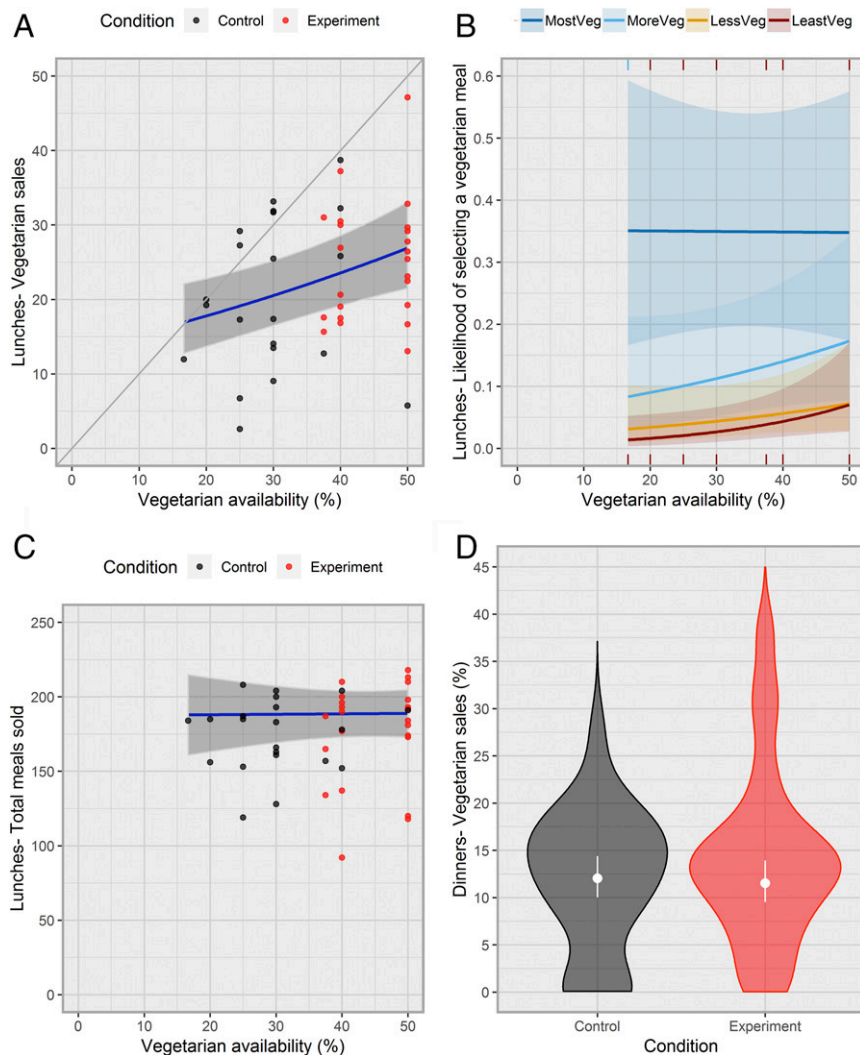 A
Condition Control Experiment
Lunches- Vegetarian sales
50
40
30
20
10
0
0 10 20 30 40 50
Vegetarian availability (%)
B
MostVeg MoreVeg LessVeg LeastVeg
Lunches- Likelihood of selecting a vegetarian meal
0.6
0.5
0.4
0.3
0.2
0.1
0.0
0 10 20 30 40 50
Vegetarian availability (%)
C
Condition Control Experiment
Lunches- Total meals sold
250
200
150
100
50
0
0 10 20 30 40 50
Vegetarian availability (%)
D
Dinners- Vegetarian sales (%)
45
40
35
30
25
20
15
10
5
0
Control Experiment
Condition